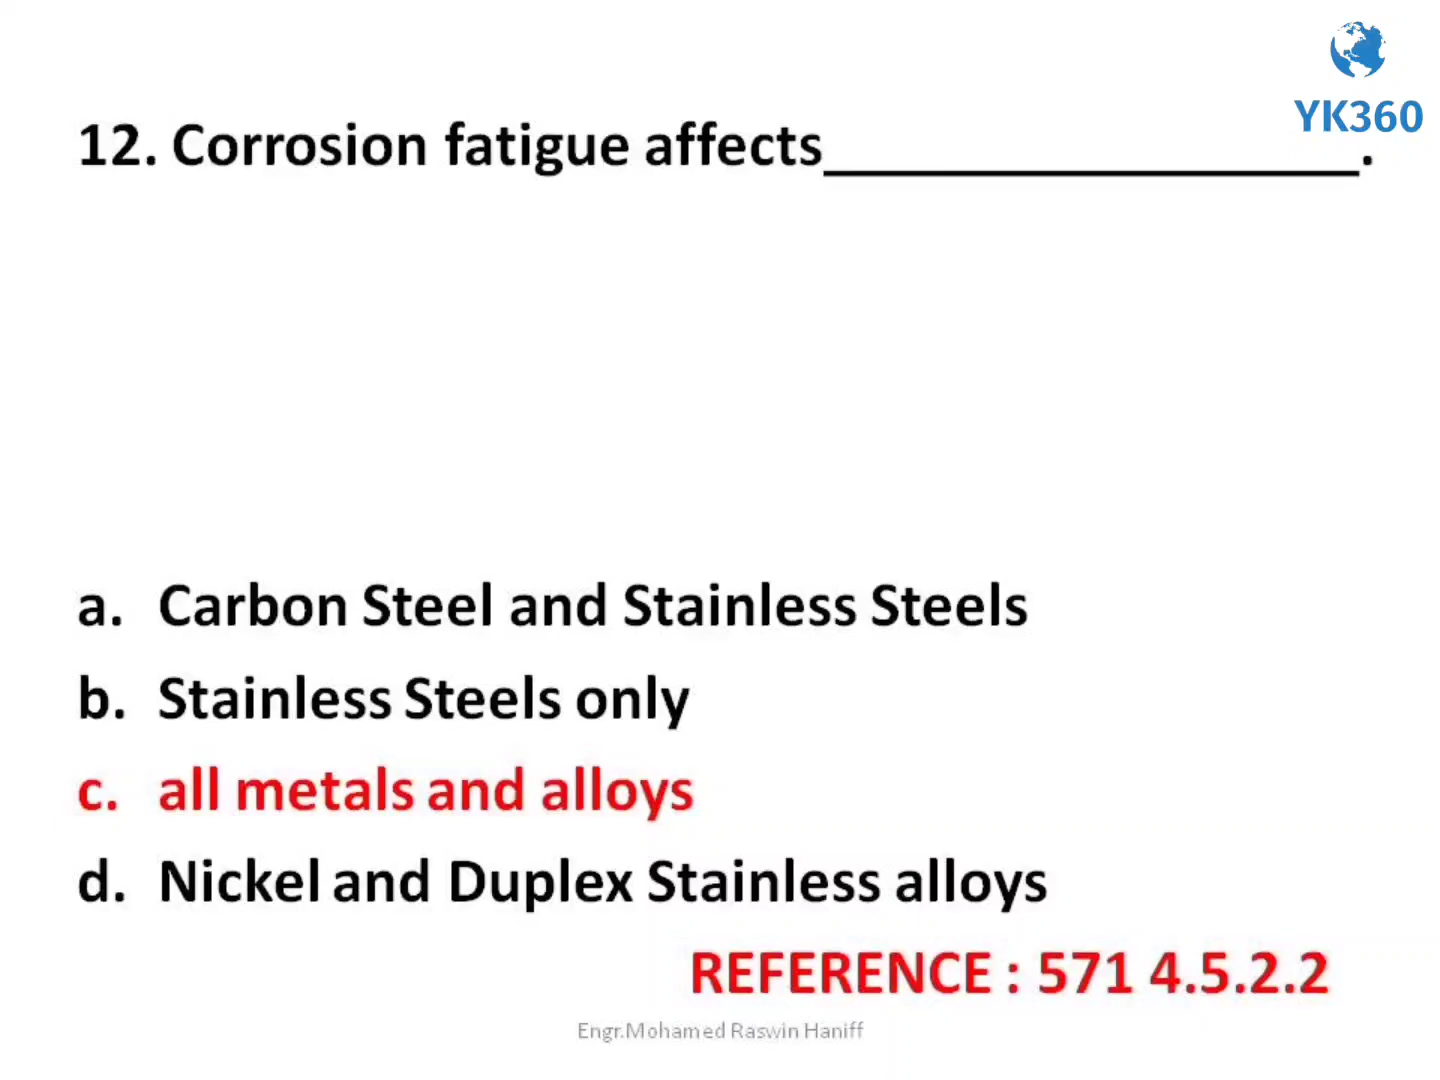 YK360
12. Corrosion fatigue affects__________________.
a. Carbon Steel and Stainless Steels
b. Stainless Steels only
c. all metals and alloys
d. Nickel and Duplex Stainless alloys
REFERENCE : 571 4.5.2.2
Engr.Mohamed Raswin Haniff